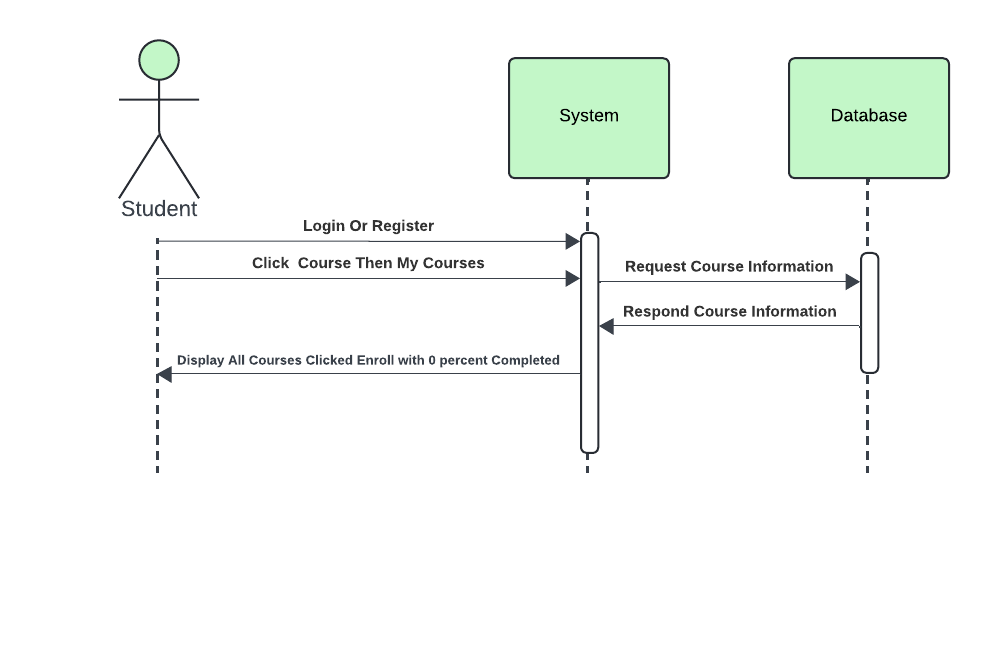 System
Database
Student
Login Or Register
Click  Course Then My Courses
Request Course Information
Respond Course Information
Display All Courses Clicked Enroll with 0 percent Completed